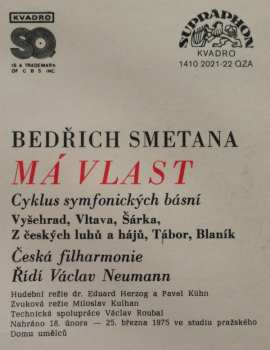 KVADRO
SQ
IS A TRADEMARK
OF C B S INC
SUPRAPHON
KVADRO
1410 2021-22 QZA
BEDŘICH SMETANA
MÁ VLAST
Cyklus symfonických básní
Vyšehrad, Vltava, Šárka,
Z českých luhů a hájů, Tábor, Blaník
Česká filharmonie
Řídí Václav Neumann
Hudební režie dr. Eduard Herzog a Pavel Kühn
Zvuková režie Miloslav Kulhan
Technická spolupráce Václav Roubal
Nahráno 18. února — 25. března 1975 ve studiu pražského
Domu umělců